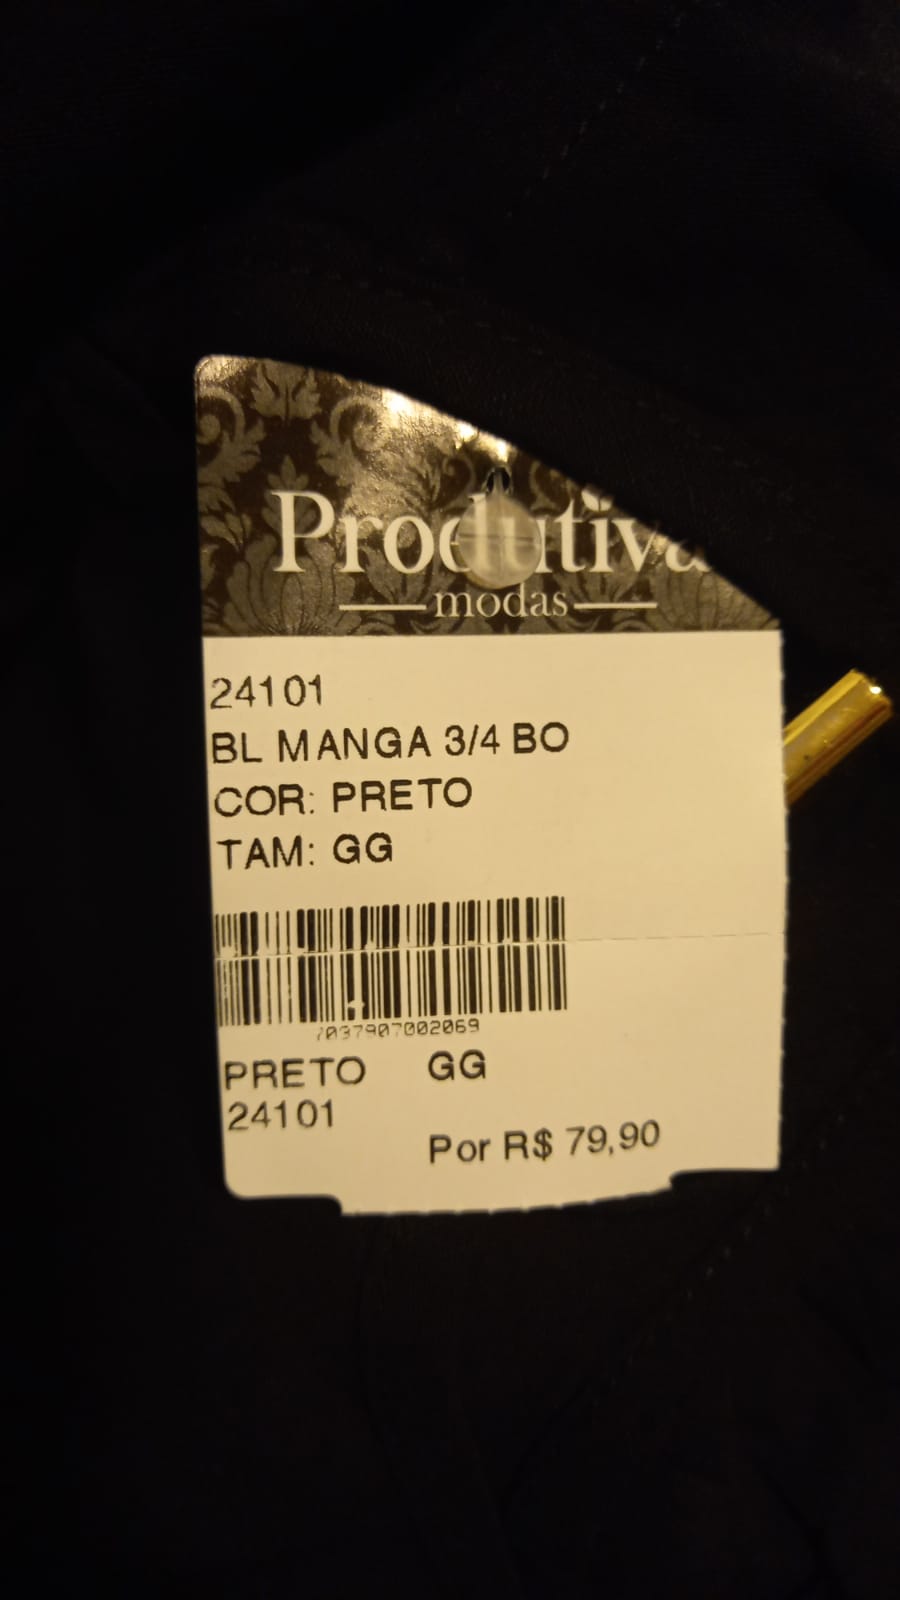 Produtiva
modas
24101
BL MANGA 3/4 BO
COR: PRETO
TAM: GG
7037907002069
PRETO GG
24101
Por R$ 79,90